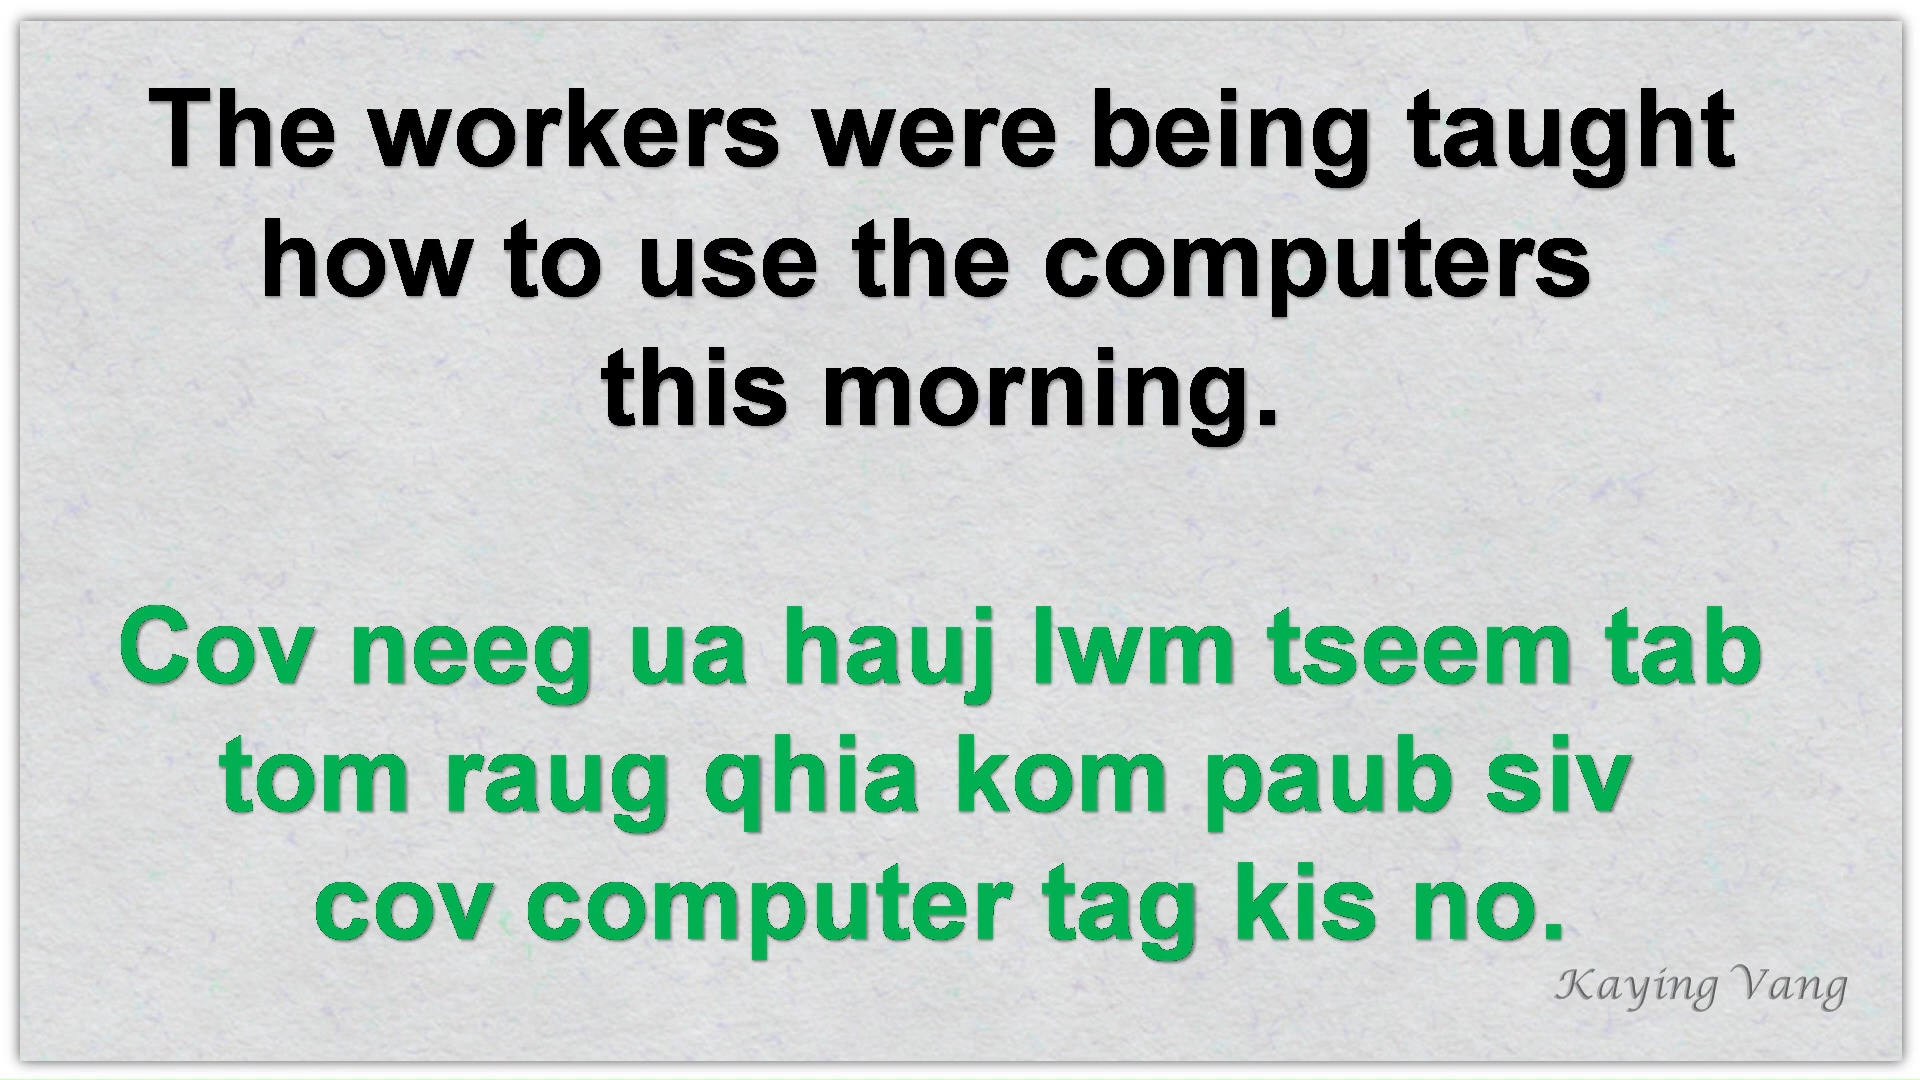 The workers were being taught
how to use the computers
this morning.
Cov neeg ua hauj lwm tseem tab
tom raug qhia kom paub siv
cov computer tag kis no.
Kaying Vang